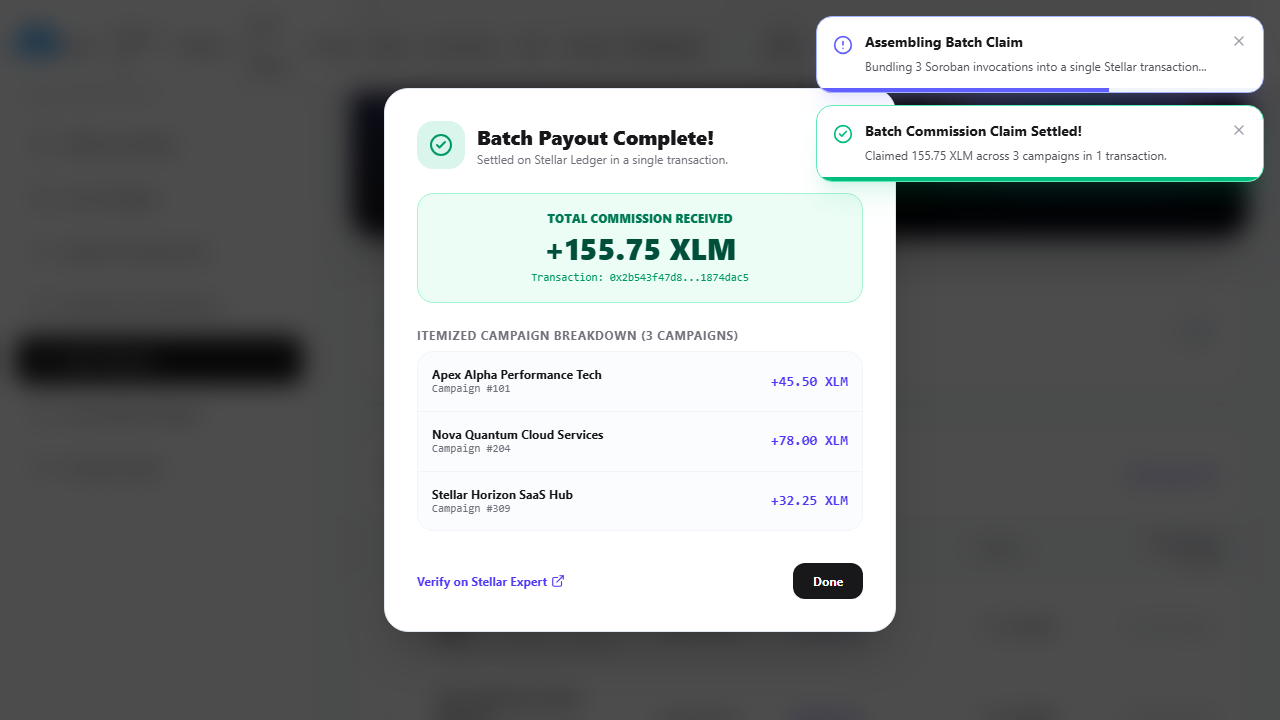 Assembling Batch Claim
Bundling 3 Soroban invocations into a single Stellar transaction...
Batch Commission Claim Settled!
Claimed 155.75 XLM across 3 campaigns in 1 transaction.
Batch Payout Complete!
Settled on Stellar Ledger in a single transaction.
TOTAL COMMISSION RECEIVED
+155.75 XLM
Transaction: 0x2b543f47d8...1874dac5
ITEMIZED CAMPAIGN BREAKDOWN (3 CAMPAIGNS)
Apex Alpha Performance Tech
Campaign #101
+45.50 XLM
Nova Quantum Cloud Services
Campaign #204
+78.00 XLM
Stellar Horizon SaaS Hub
Campaign #309
+32.25 XLM
Verify on Stellar Expert
Done